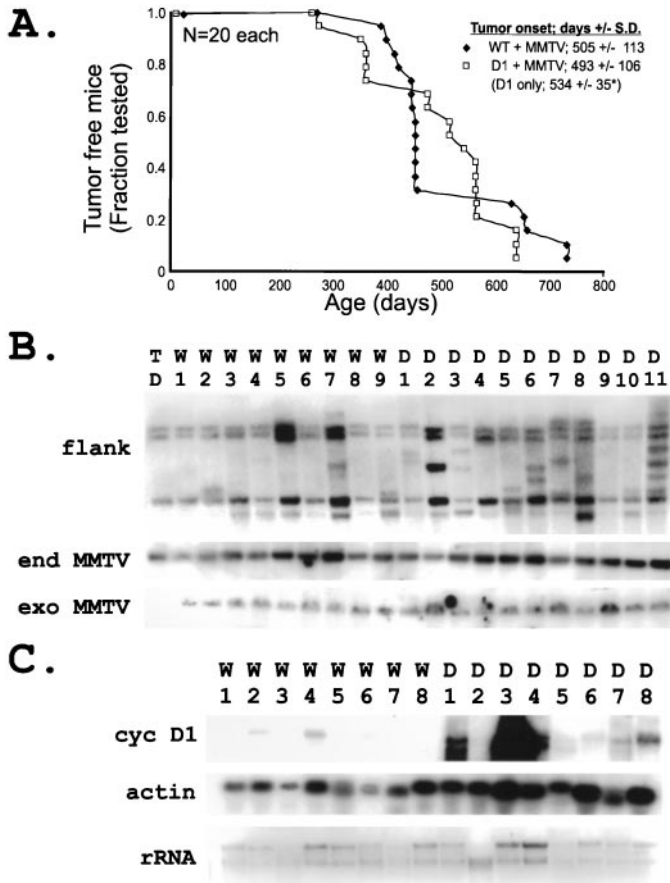 A.
N=20 each
Tumor onset; days +/- S.D.
WT + MMTV; 505 +/- 113
D1 + MMTV; 493 +/- 106
(D1 only; 534 +/- 35*)
Tumor free mice
(Fraction tested)
1.0
0.8
0.6
0.4
0.2
0
0 100 200 300 400 500 600 700 800
Age (days)
B.
T W W W W W W W W W D D D D D D D D D D D
D 1 2 3 4 5 6 7 8 9 1 2 3 4 5 6 7 8 9 10 11
flank
end MMTV
exo MMTV
C.
W W W W W W W W D D D D D D D D
1 2 3 4 5 6 7 8 1 2 3 4 5 6 7 8
cyc D1
actin
rRNA